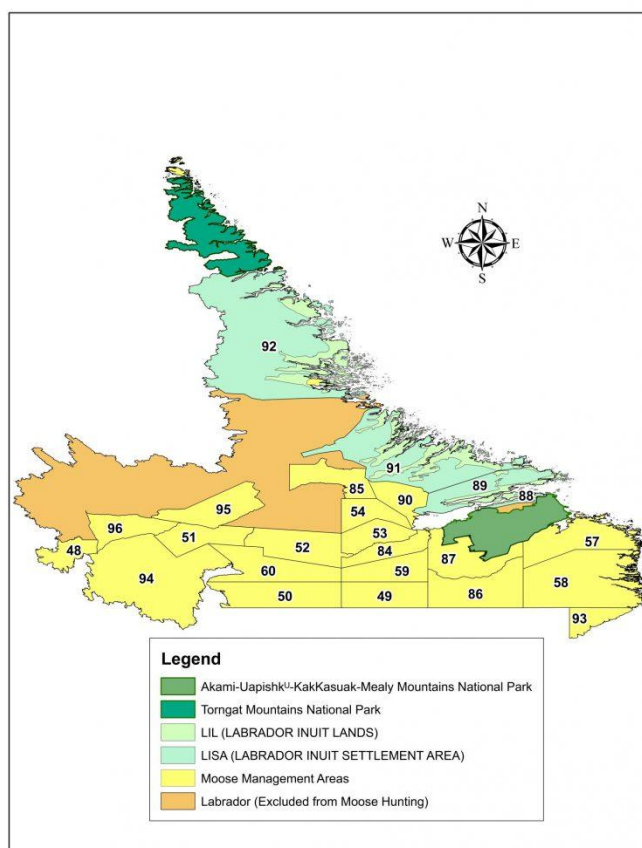 N
W E
S
92
91
89
88
85
90
95
54
96
51
53
57
48
52
84
87
94
60
59
58
50
49
86
93
Legend
Akami-Uapishkᵁ-KakKasuak-Mealy Mountains National Park
Torngat Mountains National Park
LIL (LABRADOR INUIT LANDS)
LISA (LABRADOR INUIT SETTLEMENT AREA)
Moose Management Areas
Labrador (Excluded from Moose Hunting)